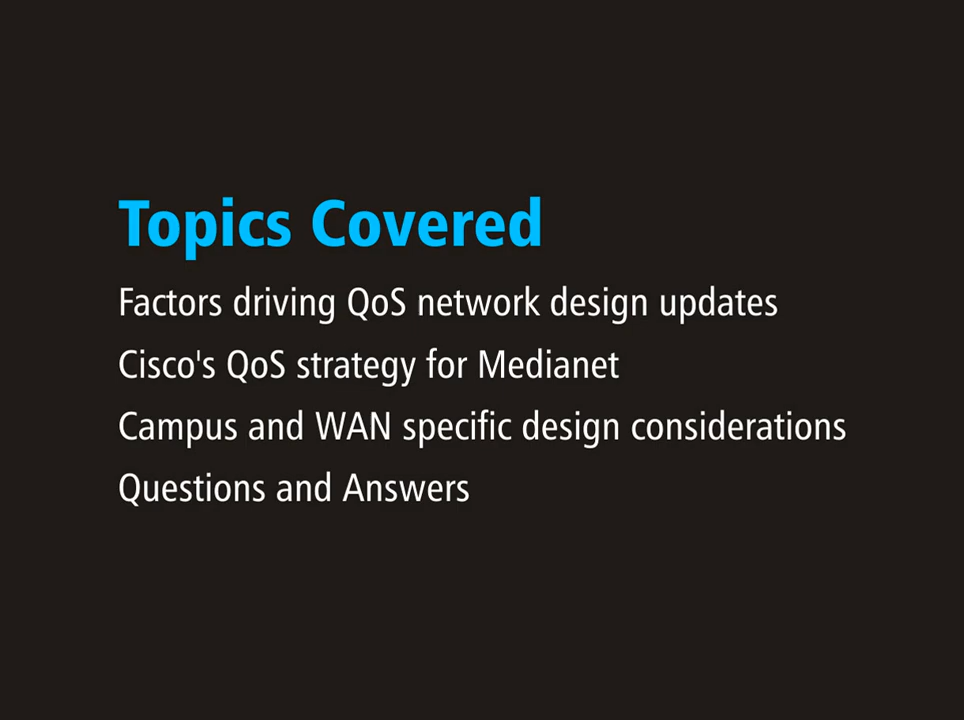 Topics Covered
Factors driving QoS network design updates
Cisco's QoS strategy for Medianet
Campus and WAN specific design considerations
Questions and Answers